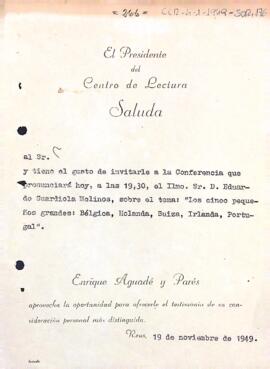 = 266 =
El Presidente
del
Centro de Lectura
Saluda
al Sr.
y tiene el gusto de invitarle a la Conferencia que
pronunciará hoy, a las 19,30, el Ilmo. Sr. D. Eduar
do Guardiola Molinos, sobre el tema: "Los cinco peque
ños grandes: Bélgica, Holanda, Suiza, Irlanda, Portu-
gal".
Enrique Aguadé y Parés
aprovecha la oportunidad para ofrecerle el testimonio de su con-
sideración personal más distinguida.
Reus, 19 de noviembre de 1949.